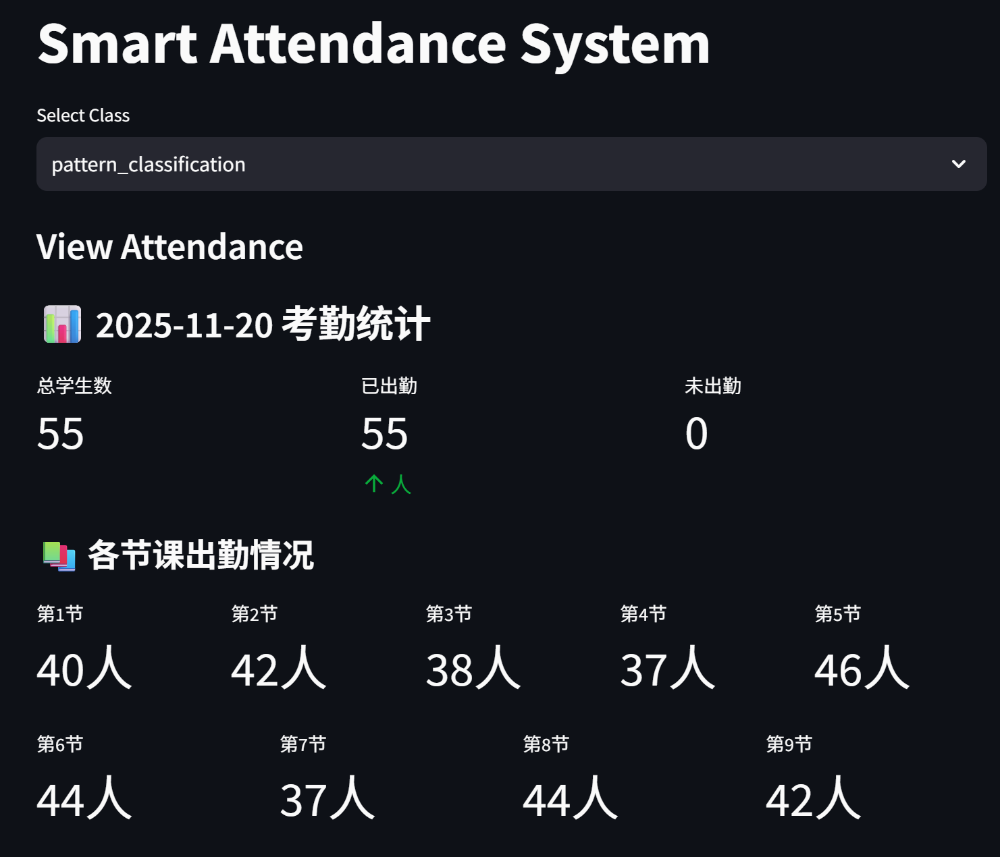 Smart Attendance System
Select Class
pattern_classification
View Attendance
2025-11-20 考勤统计
总学生数 已出勤 未出勤
55 55 0
↑ 人
各节课出勤情况
第1节 第2节 第3节 第4节 第5节
40人 42人 38人 37人 46人
第6节 第7节 第8节 第9节
44人 37人 44人 42人